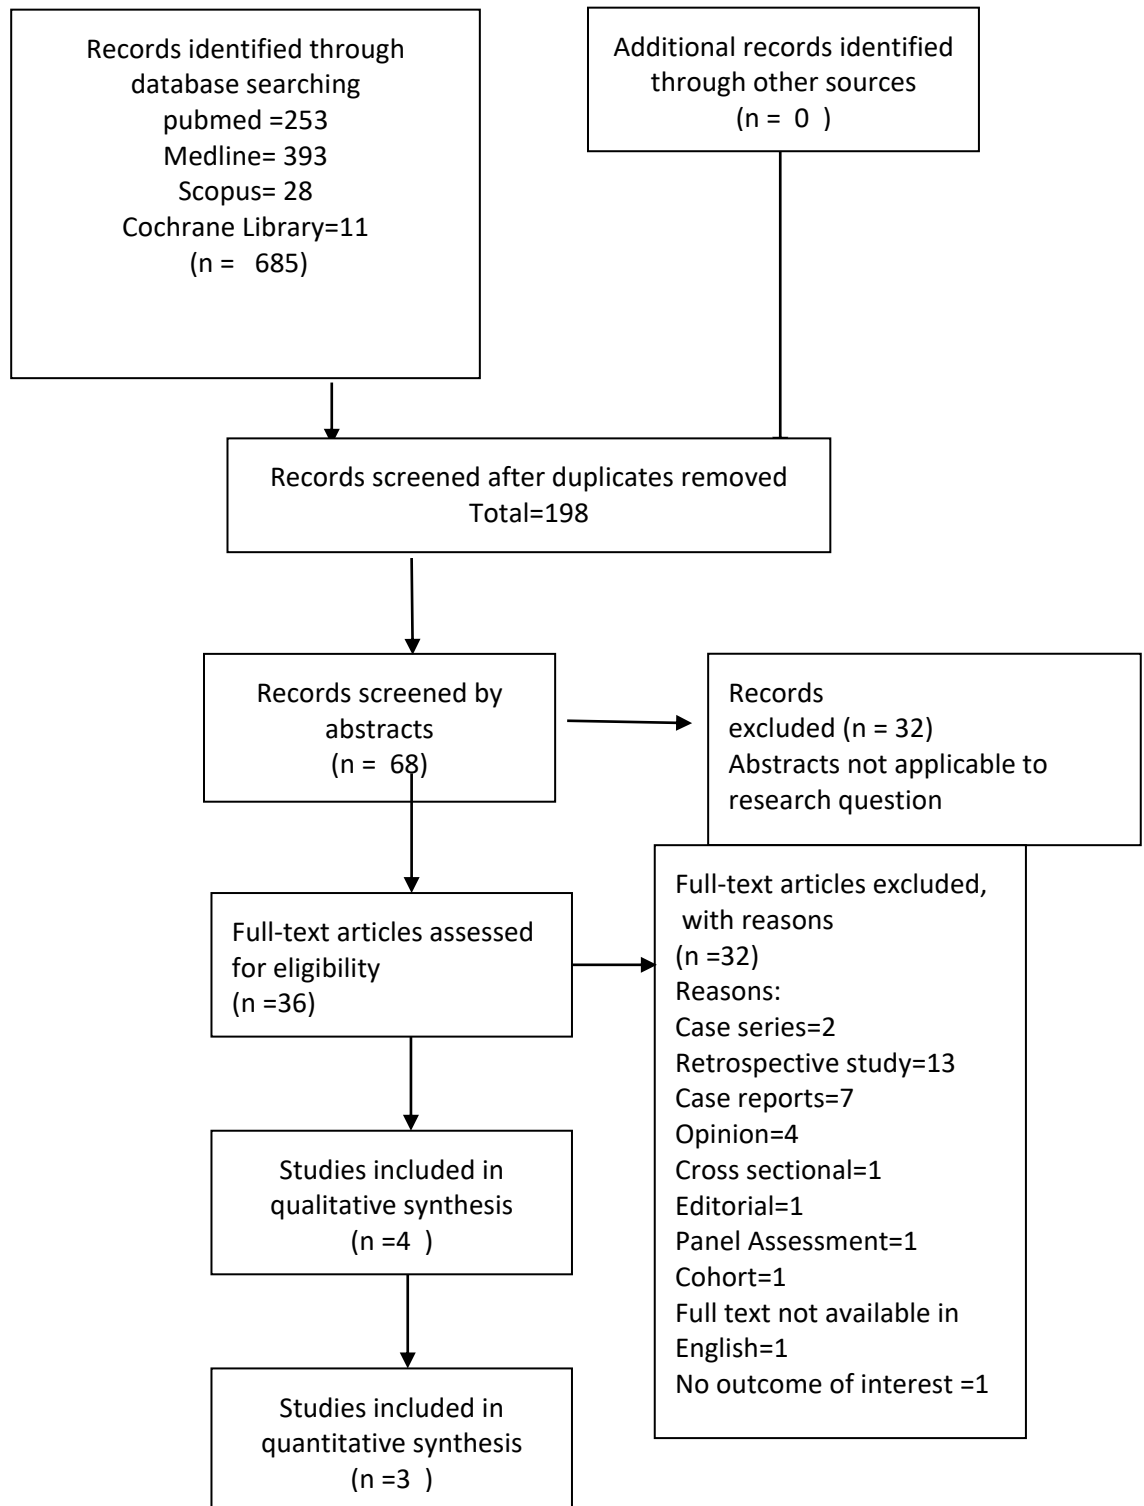 Records identified through
database searching
pubmed =253
Medline= 393
Scopus= 28
Cochrane Library=11
(n =   685)
Additional records identified
through other sources
(n =  0  )
Records screened after duplicates removed
Total=198
Records screened by
abstracts
(n =  68)
Records
excluded (n = 32)
Abstracts not applicable to
research question
Full-text articles assessed
for eligibility
(n =36)
Full-text articles excluded,
with reasons
(n =32)
Reasons:
Case series=2
Retrospective study=13
Case reports=7
Opinion=4
Cross sectional=1
Editorial=1
Panel Assessment=1
Cohort=1
Full text not available in
English=1
No outcome of interest =1
Studies included in
qualitative synthesis
(n =4  )
Studies included in
quantitative synthesis
(n =3  )